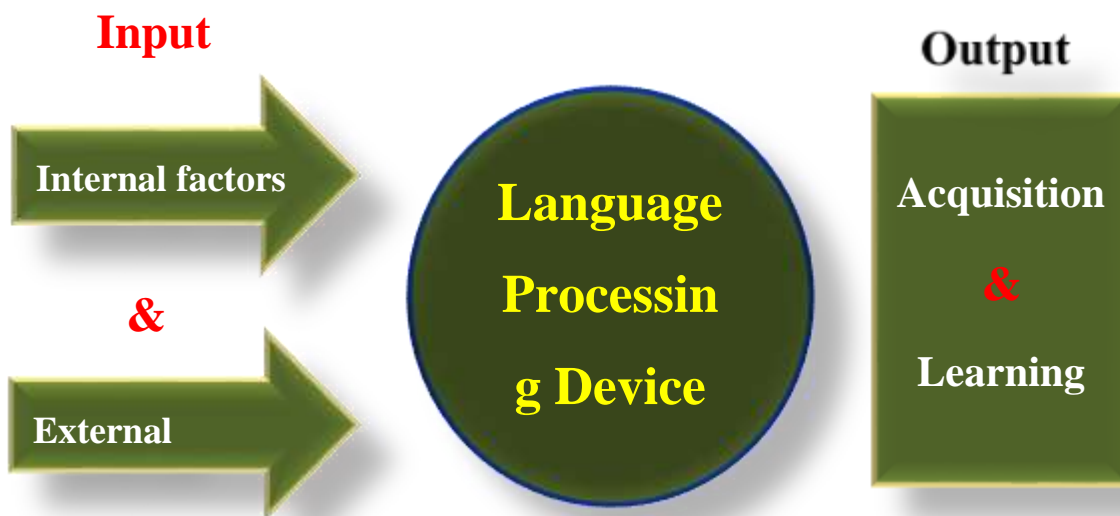 Input
Internal factors
&
External
Language
Processin
g Device
Output
Acquisition
&
Learning